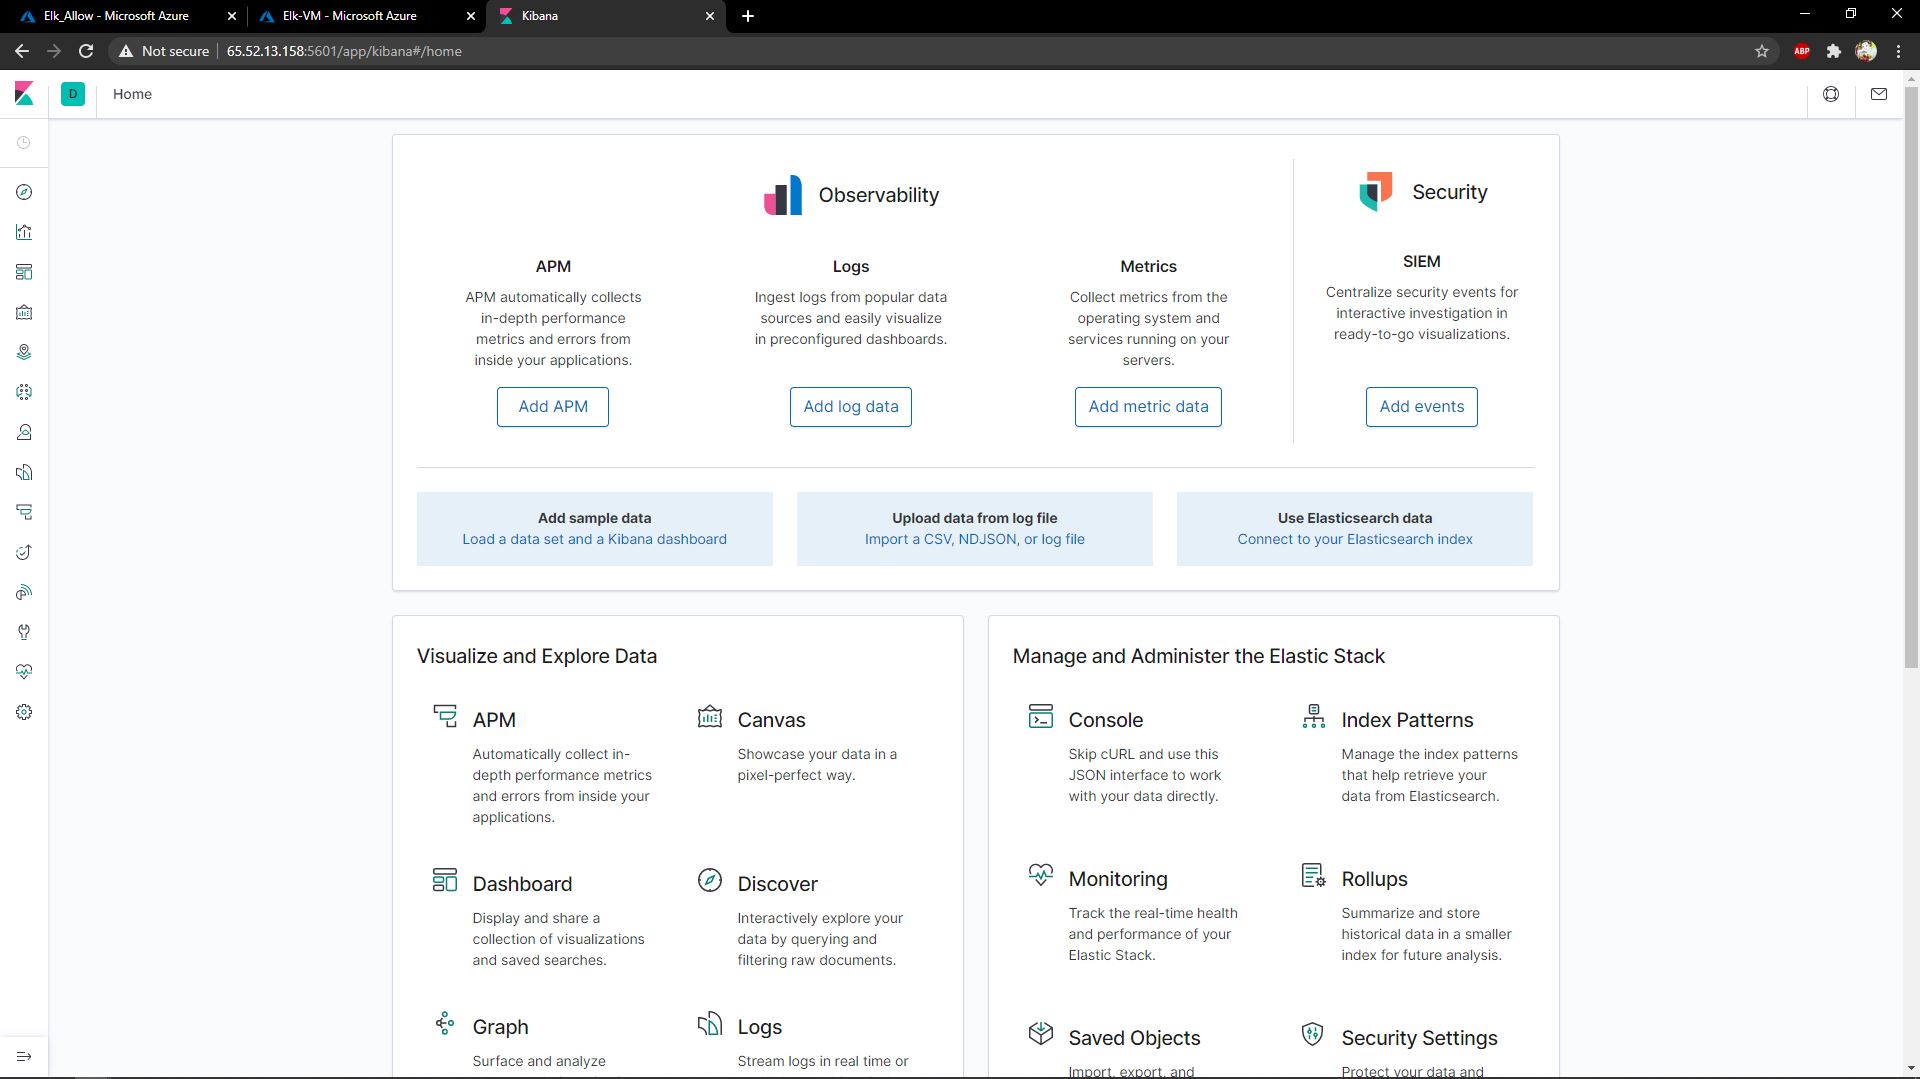 Elk_Allow - Microsoft Azure
Elk-VM - Microsoft Azure
Kibana
Not secure
65.52.13.158:5601/app/kibana#/home
ABP
D
Home
Observability
Security
APM
APM automatically collects
in-depth performance
metrics and errors from
inside your applications.
Add APM
Logs
Ingest logs from popular data
sources and easily visualize
in preconfigured dashboards.
Add log data
Metrics
Collect metrics from the
operating system and
services running on your
servers.
Add metric data
SIEM
Centralize security events for
interactive investigation in
ready-to-go visualizations.
Add events
Add sample data
Load a data set and a Kibana dashboard
Upload data from log file
Import a CSV, NDJSON, or log file
Use Elasticsearch data
Connect to your Elasticsearch index
Visualize and Explore Data
APM
Automatically collect in-
depth performance metrics
and errors from inside your
applications.
Canvas
Showcase your data in a
pixel-perfect way.
Dashboard
Display and share a
collection of visualizations
and saved searches.
Discover
Interactively explore your
data by querying and
filtering raw documents.
Graph
Surface and analyze
Logs
Stream logs in real time or
Manage and Administer the Elastic Stack
Console
Skip cURL and use this
JSON interface to work
with your data directly.
Index Patterns
Manage the index patterns
that help retrieve your
data from Elasticsearch.
Monitoring
Track the real-time health
and performance of your
Elastic Stack.
Rollups
Summarize and store
historical data in a smaller
index for future analysis.
Saved Objects
Import, export, and
Security Settings
Protect your data and